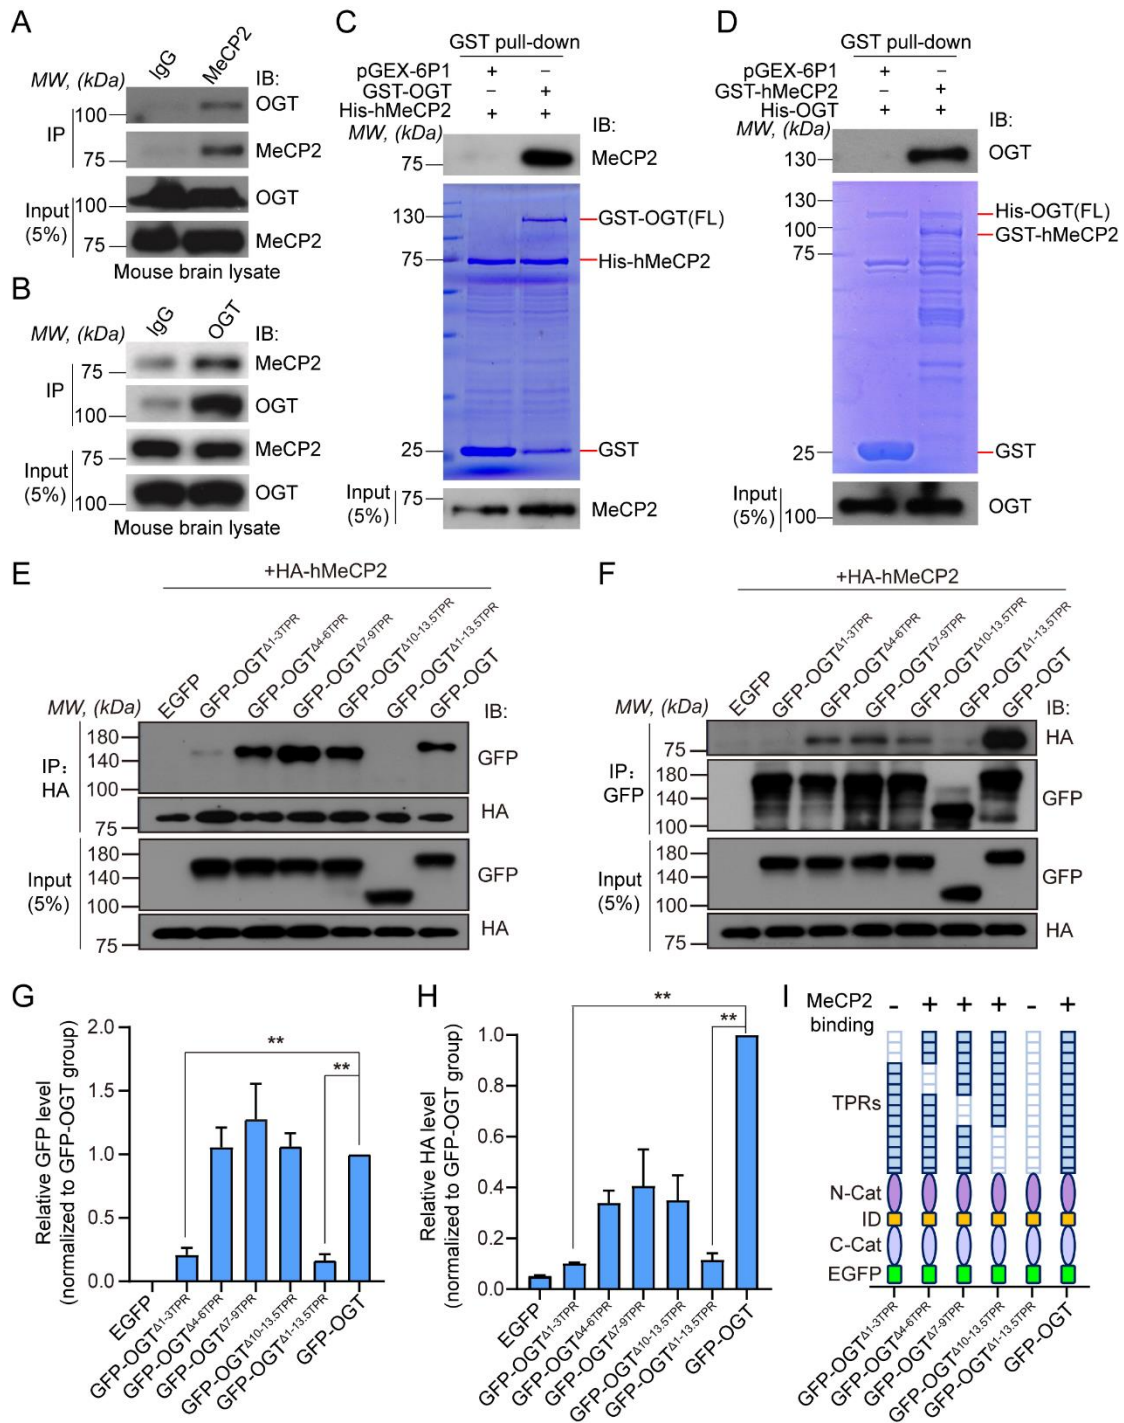 A
MW, (kDa)
IgG
MeCP2
IB:
IP
100
OGT
75
MeCP2
Input
(5%)
100
OGT
75
MeCP2
Mouse brain lysate
B
MW, (kDa)
IgG
OGT
IB:
IP
75
MeCP2
100
OGT
Input
(5%)
75
MeCP2
100
OGT
Mouse brain lysate
C
GST pull-down
pGEX-6P1 + −
GST-OGT − +
His-hMeCP2 + +
MW, (kDa)
IB:
75
MeCP2
130
GST-OGT(FL)
75
His-hMeCP2
25
GST
Input
(5%)
75
MeCP2
D
GST pull-down
pGEX-6P1 + −
GST-hMeCP2 − +
His-OGT + +
MW, (kDa)
IB:
130
OGT
130
His-OGT(FL)
100
GST-hMeCP2
75
25
GST
Input
(5%)
100
OGT
E
+HA-hMeCP2
EGFP
GFP-OGTΔ1-3TPR
GFP-OGTΔ4-6TPR
GFP-OGTΔ7-9TPR
GFP-OGTΔ10-13.5TPR
GFP-OGTΔ1-13.5TPR
GFP-OGT
MW, (kDa)
IB:
IP:
HA
180
140
100
GFP
75
HA
Input
(5%)
180
140
100
GFP
75
HA
F
+HA-hMeCP2
EGFP
GFP-OGTΔ1-3TPR
GFP-OGTΔ4-6TPR
GFP-OGTΔ7-9TPR
GFP-OGTΔ10-13.5TPR
GFP-OGTΔ1-13.5TPR
GFP-OGT
MW, (kDa)
IB:
IP:
GFP
75
HA
180
140
100
GFP
Input
(5%)
180
140
100
GFP
75
HA
G
Relative GFP level
(normalized to GFP-OGT group)
2.0
1.5
1.0
0.5
0.0
**
**
EGFP
GFP-OGTΔ1-3TPR
GFP-OGTΔ4-6TPR
GFP-OGTΔ7-9TPR
GFP-OGTΔ10-13.5TPR
GFP-OGTΔ1-13.5TPR
GFP-OGT
H
Relative HA level
(normalized to GFP-OGT group)
1.0
0.8
0.6
0.4
0.2
0.0
**
**
EGFP
GFP-OGTΔ1-3TPR
GFP-OGTΔ4-6TPR
GFP-OGTΔ7-9TPR
GFP-OGTΔ10-13.5TPR
GFP-OGTΔ1-13.5TPR
GFP-OGT
I
MeCP2
binding
- + + + - +
TPRs
N-Cat
ID
C-Cat
EGFP
GFP-OGTΔ1-3TPR
GFP-OGTΔ4-6TPR
GFP-OGTΔ7-9TPR
GFP-OGTΔ10-13.5TPR
GFP-OGTΔ1-13.5TPR
GFP-OGT